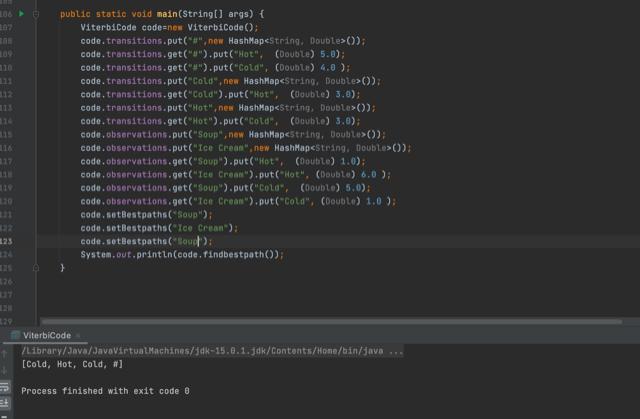 106 public static void main(String[] args) {
107 ViterbiCode code=new ViterbiCode();
108 code.transitions.put("#",new HashMap<String, Double>());
109 code.transitions.get("#").put("Hot",  (Double) 5.0);
110 code.transitions.get("#").put("Cold", (Double) 4.0 );
111 code.transitions.put("Cold",new HashMap<String, Double>());
112 code.transitions.get("Cold").put("Hot",  (Double) 3.0);
113 code.transitions.put("Hot",new HashMap<String, Double>());
114 code.transitions.get("Hot").put("Cold",  (Double) 3.0);
115 code.observations.put("Soup",new HashMap<String, Double>());
116 code.observations.put("Ice Cream",new HashMap<String, Double>());
117 code.observations.get("Soup").put("Hot",  (Double) 1.0);
118 code.observations.get("Ice Cream").put("Hot", (Double) 6.0 );
119 code.observations.get("Soup").put("Cold",  (Double) 5.0);
120 code.observations.get("Ice Cream").put("Cold", (Double) 1.0 );
121 code.setBestpaths("Soup");
122 code.setBestpaths("Ice Cream");
123 code.setBestpaths("Soup");
124 System.out.println(code.findbestpath());
125 }
126
127
128
129
ViterbiCode ×
/Library/Java/JavaVirtualMachines/jdk-15.0.1.jdk/Contents/Home/bin/java ...
[Cold, Hot, Cold, #]
Process finished with exit code 0